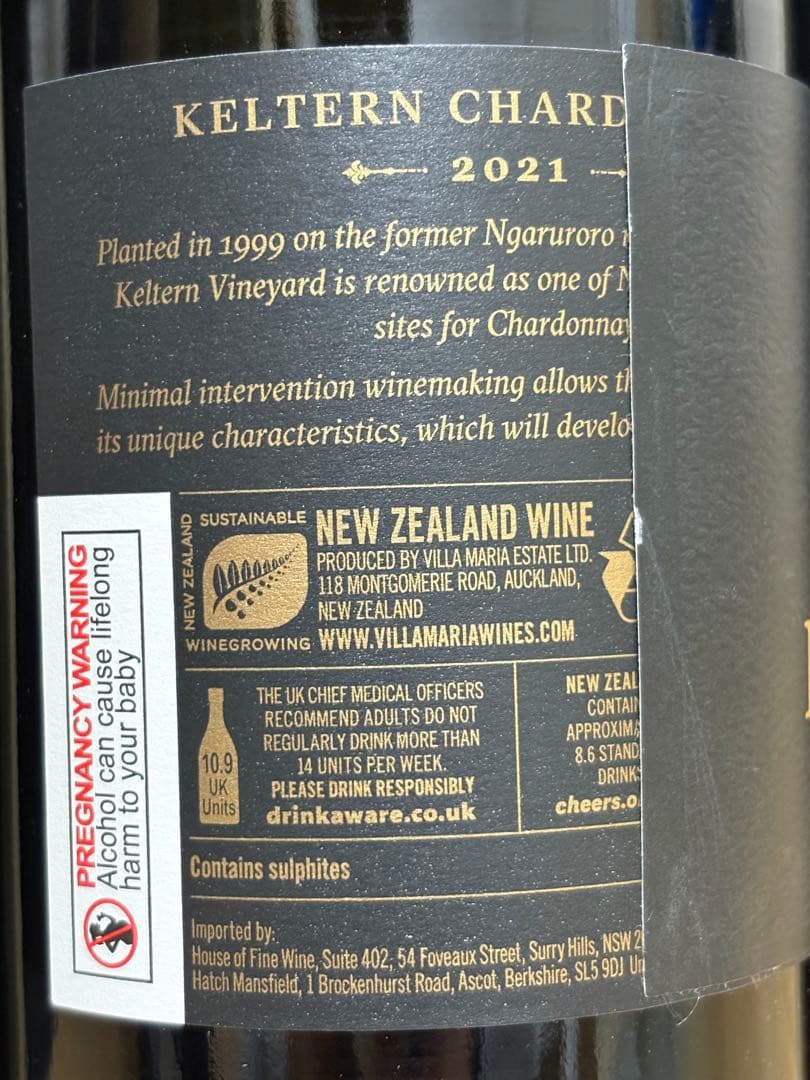 KELTERN CHARD
2021
Planted in 1999 on the former Ngaruroro
Keltern Vineyard is renowned as one of N
sites for Chardonnay
Minimal intervention winemaking allows th
its unique characteristics, which will develo
NEW ZEALAND
SUSTAINABLE
WINEGROWING
NEW ZEALAND WINE
PRODUCED BY VILLA MARIA ESTATE LTD.
118 MONTGOMERIE ROAD, AUCKLAND,
NEW ZEALAND
WWW.VILLAMARIAWINES.COM
10.9
UK
Units
THE UK CHIEF MEDICAL OFFICERS
RECOMMEND ADULTS DO NOT
REGULARLY DRINK MORE THAN
14 UNITS PER WEEK.
PLEASE DRINK RESPONSIBLY
drinkaware.co.uk
NEW ZEAL
CONTAIN
APPROXIMA
8.6 STAND
DRINKS
cheers.o
Contains sulphites
Imported by:
House of Fine Wine, Suite 402, 54 Foveaux Street, Surry Hills, NSW 2
Hatch Mansfield, 1 Brockenhurst Road, Ascot, Berkshire, SL5 9DJ Un
PREGNANCY WARNING
Alcohol can cause lifelong
harm to your baby